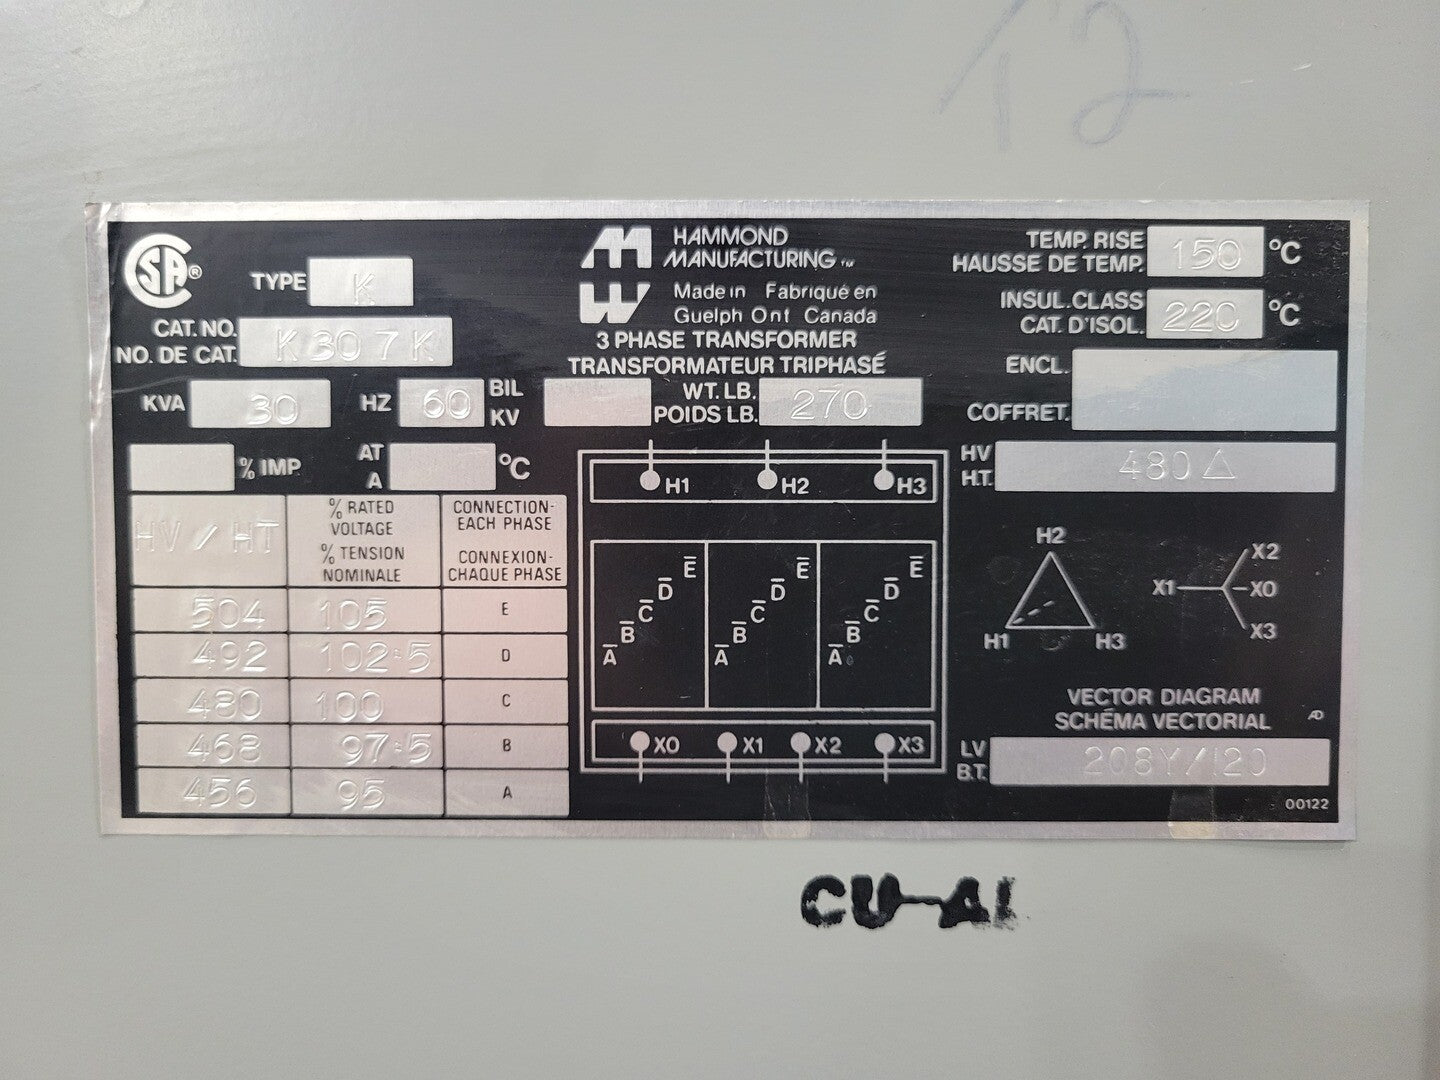 T2
CSA ®
TYPE K
CAT. NO.
NO. DE CAT. K307K
HAMMOND
MANUFACTURING TM
Made in Fabriqué en
Guelph Ont Canada
3 PHASE TRANSFORMER
TRANSFORMATEUR TRIPHASÉ
TEMP. RISE
HAUSSE DE TEMP. 150 °C
INSUL. CLASS
CAT. D'ISOL. 220 °C
KVA 30 HZ 60 BIL
KV
WT. LB.
POIDS LB. 270
ENCL.
COFFRET.
% IMP AT
A °C
HV
H.T. 480 △
HV / HT
% RATED
VOLTAGE
% TENSION
NOMINALE
CONNECTION-
EACH PHASE
CONNEXION-
CHAQUE PHASE
504 105 E
492 102.5 D
480 100 C
468 97.5 B
456 95 A
H1 H2 H3
E E E
D D D
C C C
B B B
A A A
X0 X1 X2 X3
H2
H1 H3
X2
X1 X0
X3
VECTOR DIAGRAM
SCHÉMA VECTORIAL
LV
B.T. 208Y/120
00122
CU-Al